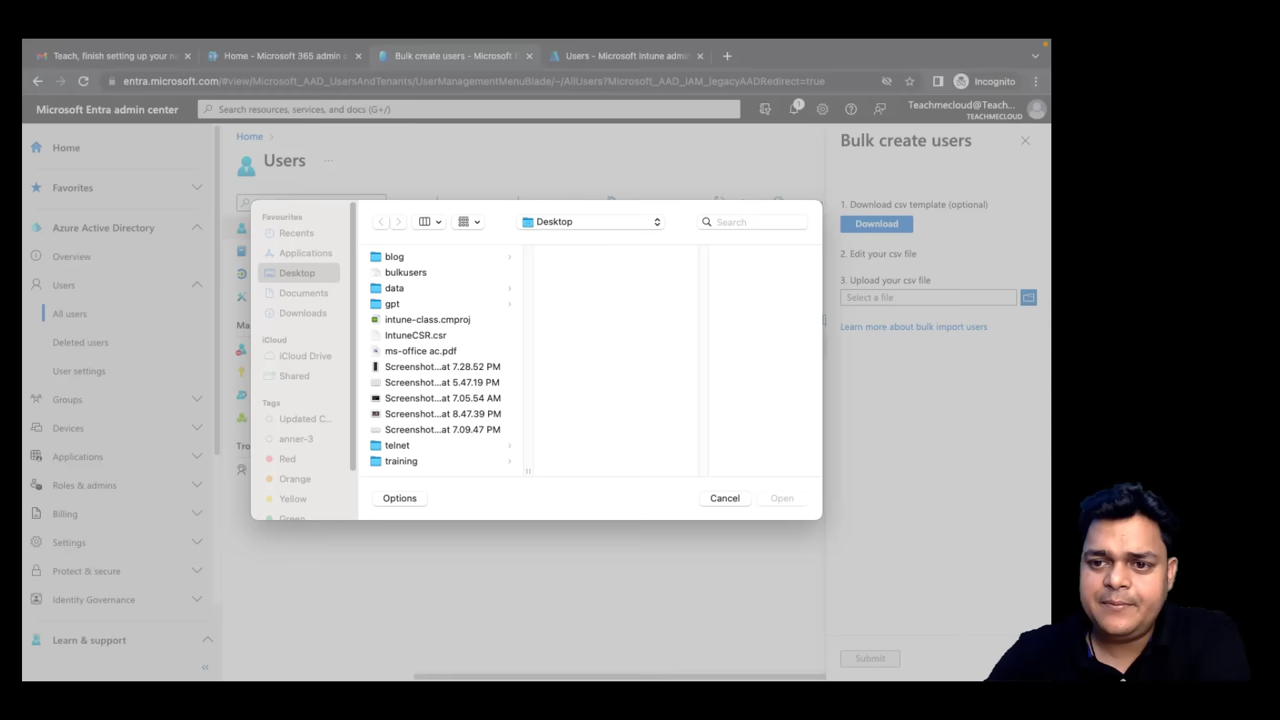 Teach, finish setting up your n
Home - Microsoft 365 admin c
Bulk create users - Microsoft E
Users - Microsoft Intune admin
entra.microsoft.com/#view/Microsoft_AAD_UsersAndTenants/UserManagementMenuBlade/~/AllUsers?Microsoft_AAD_IAM_legacyAADRedirect=true
Incognito
Microsoft Entra admin center
Search resources, services, and docs (G+/)
1
Teachmecloud@Teach...
TEACHMECLOUD
Home
Favorites
Azure Active Directory
Overview
Users
All users
Deleted users
User settings
Groups
Devices
Applications
Roles & admins
Billing
Settings
Protect & secure
Identity Governance
Learn & support
Home >
Users
...
Ma
Tro
Favourites
Recents
Applications
Desktop
Documents
Downloads
iCloud
iCloud Drive
Shared
Tags
Updated C...
anner-3
Red
Orange
Yellow
Green
Desktop
Search
blog
bulkusers
data
gpt
intune-class.cmproj
IntuneCSR.csr
ms-office ac.pdf
Screenshot...at 7.28.52 PM
Screenshot...at 5.47.19 PM
Screenshot...at 7.05.54 AM
Screenshot...at 8.47.39 PM
Screenshot...at 7.09.47 PM
telnet
training
Options
Cancel
Open
Bulk create users
1. Download csv template (optional)
Download
2. Edit your csv file
3. Upload your csv file
Select a file
Learn more about bulk import users
Submit